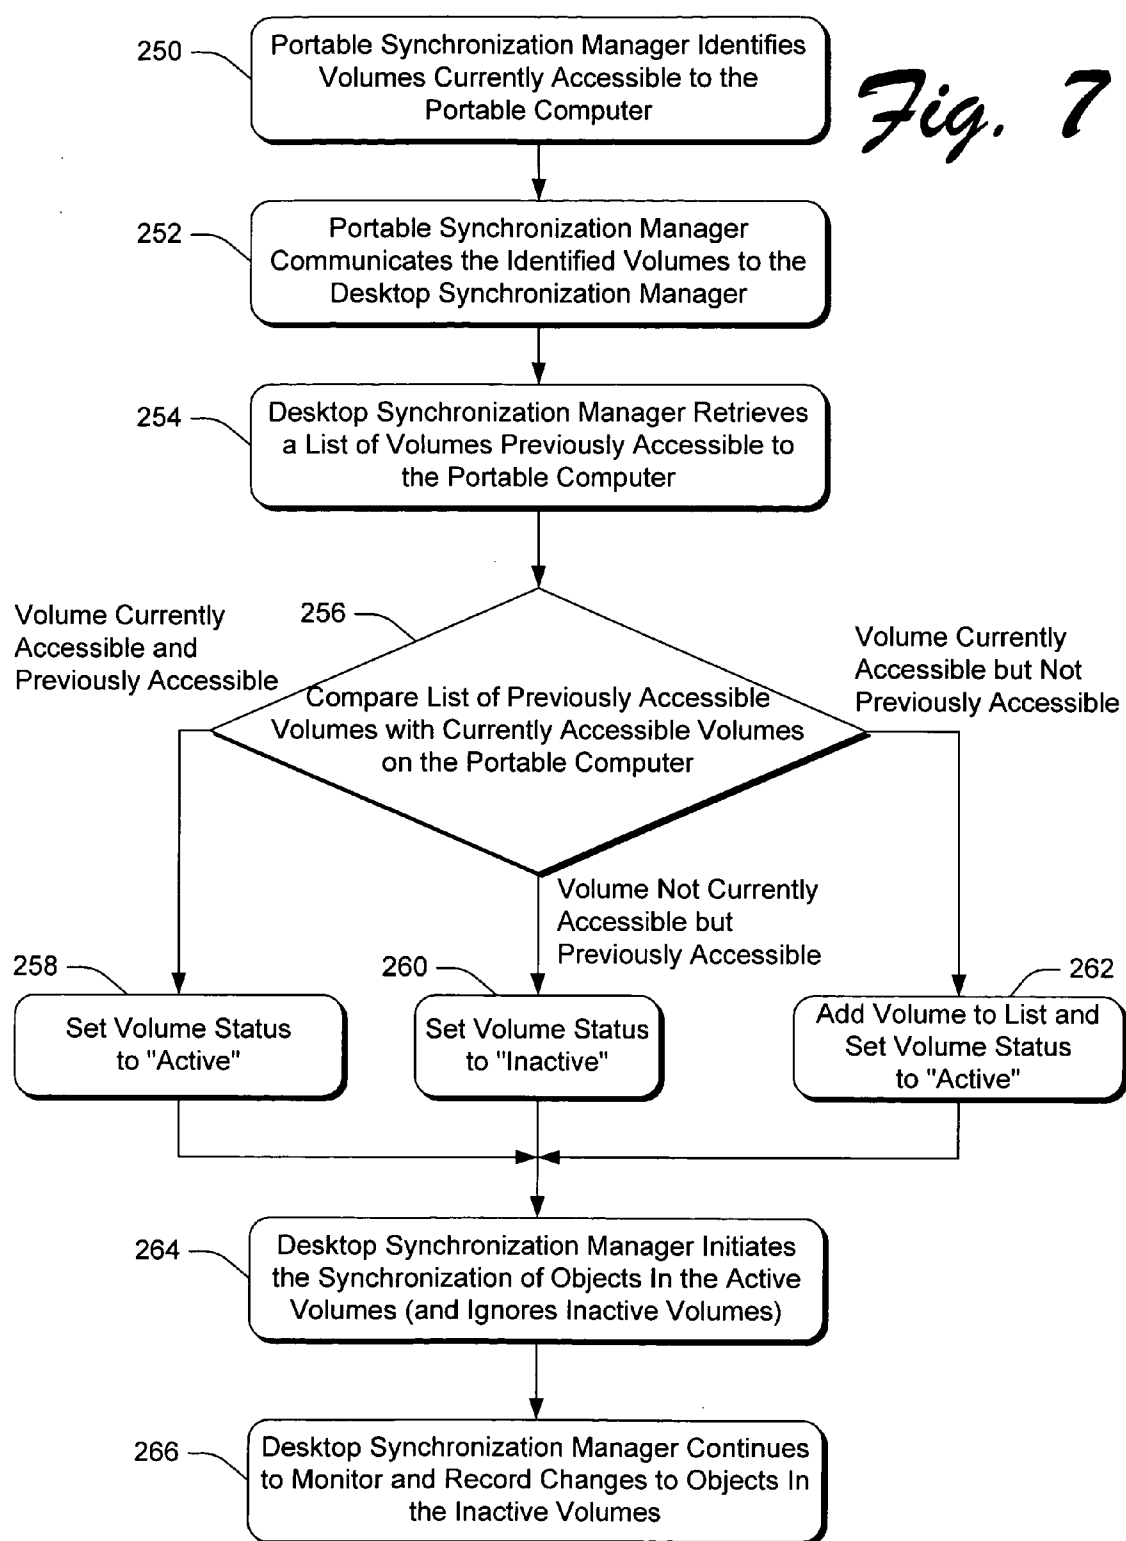 250
Portable Synchronization Manager Identifies
Volumes Currently Accessible to the
Portable Computer
Fig. 7
252
Portable Synchronization Manager
Communicates the Identified Volumes to the
Desktop Synchronization Manager
254
Desktop Synchronization Manager Retrieves
a List of Volumes Previously Accessible to
the Portable Computer
Volume Currently
Accessible and
Previously Accessible
256
Compare List of Previously Accessible
Volumes with Currently Accessible Volumes
on the Portable Computer
Volume Currently
Accessible but Not
Previously Accessible
Volume Not Currently
Accessible but
Previously Accessible
258
Set Volume Status
to "Active"
260
Set Volume Status
to "Inactive"
262
Add Volume to List and
Set Volume Status
to "Active"
264
Desktop Synchronization Manager Initiates
the Synchronization of Objects In the Active
Volumes (and Ignores Inactive Volumes)
266
Desktop Synchronization Manager Continues
to Monitor and Record Changes to Objects In
the Inactive Volumes